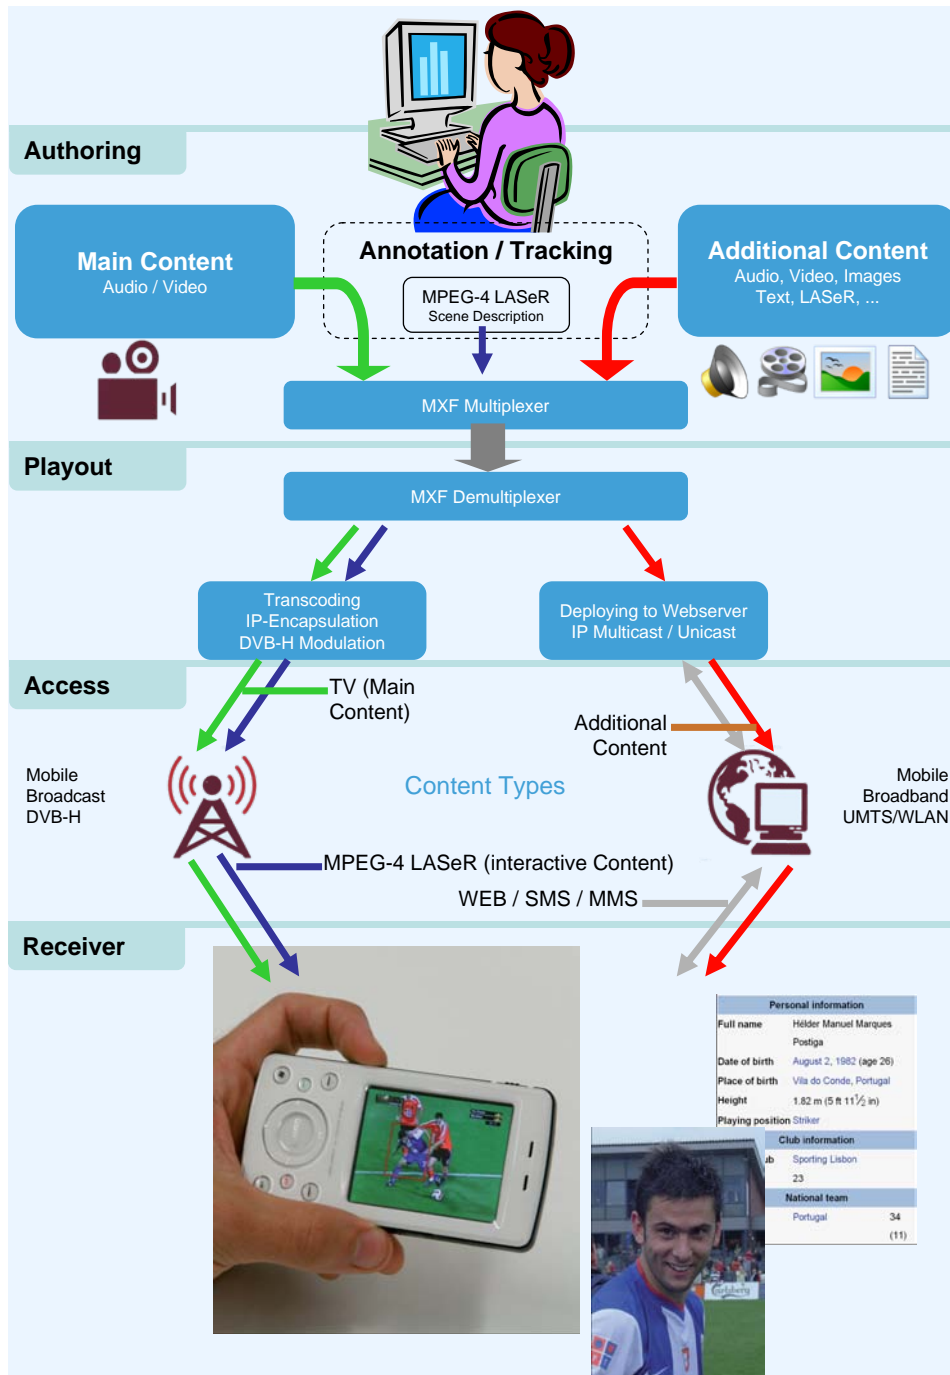 Authoring
Main Content
Audio / Video
Annotation / Tracking
MPEG-4 LASeR
Scene Description
Additional Content
Audio, Video, Images
Text, LASeR, ...
MXF Multiplexer
Playout
MXF Demultiplexer
Transcoding
IP-Encapsulation
DVB-H Modulation
Deploying to Webserver
IP Multicast / Unicast
Access
TV (Main
Content)
Additional
Content
Mobile
Broadcast
DVB-H
Content Types
Mobile
Broadband
UMTS/WLAN
MPEG-4 LASeR (interactive Content)
WEB / SMS / MMS
Receiver
Personal information
Full name Hélder Manuel Marques
Postiga
Date of birth August 2, 1982 (age 26)
Place of birth Vila do Conde, Portugal
Height 1.82 m (5 ft 11 1⁄2 in)
Playing position Striker
Club information
ub Sporting Lisbon
23
National team
Portugal 34
(11)
Carlsberg